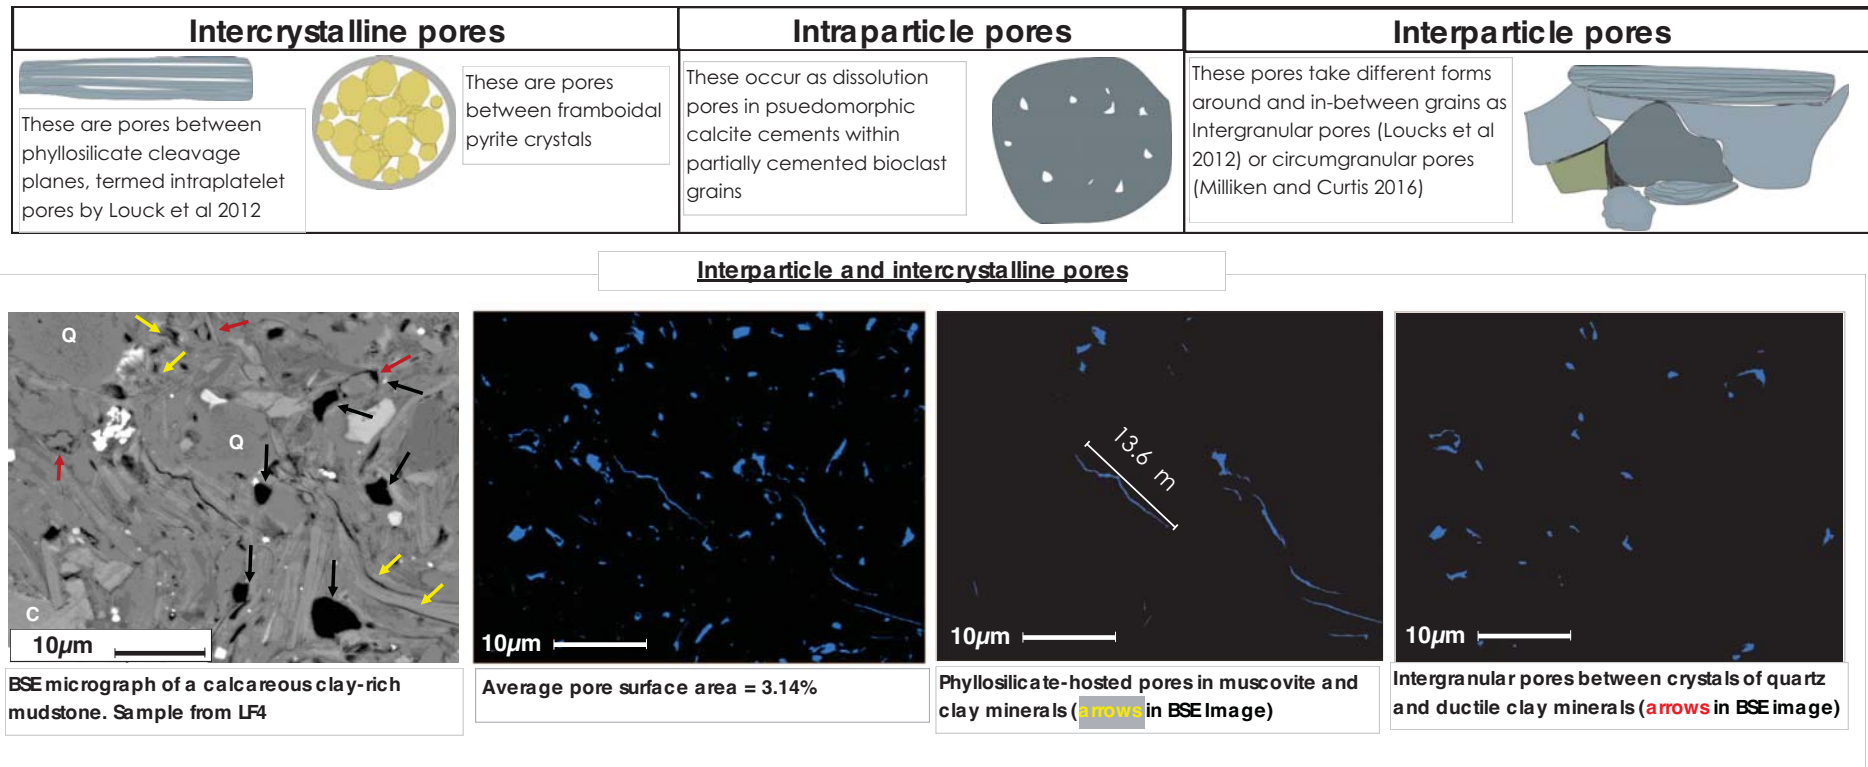 Intercrystalline pores
These are pores between
phyllosilicate cleavage
planes, termed intraplatelet
pores by Louck et al 2012
These are pores
between framboidal
pyrite crystals
Intraparticle pores
These occur as dissolution
pores in psuedomorphic
calcite cements within
partially cemented bioclast
grains
Interparticle pores
These pores take different forms
around and in-between grains as
Intergranular pores (Loucks et al
2012) or circumgranular pores
(Milliken and Curtis 2016)
Interparticle and intercrystalline pores
Q
Q
C
10µm
BSE micrograph of a calcareous clay-rich
mudstone. Sample from LF4
10µm
Average pore surface area = 3.14%
13.6 m
10µm
Phyllosilicate-hosted pores in muscovite and
clay minerals (arrows in BSE Image)
10µm
Intergranular pores between crystals of quartz
and ductile clay minerals (arrows in BSE image)